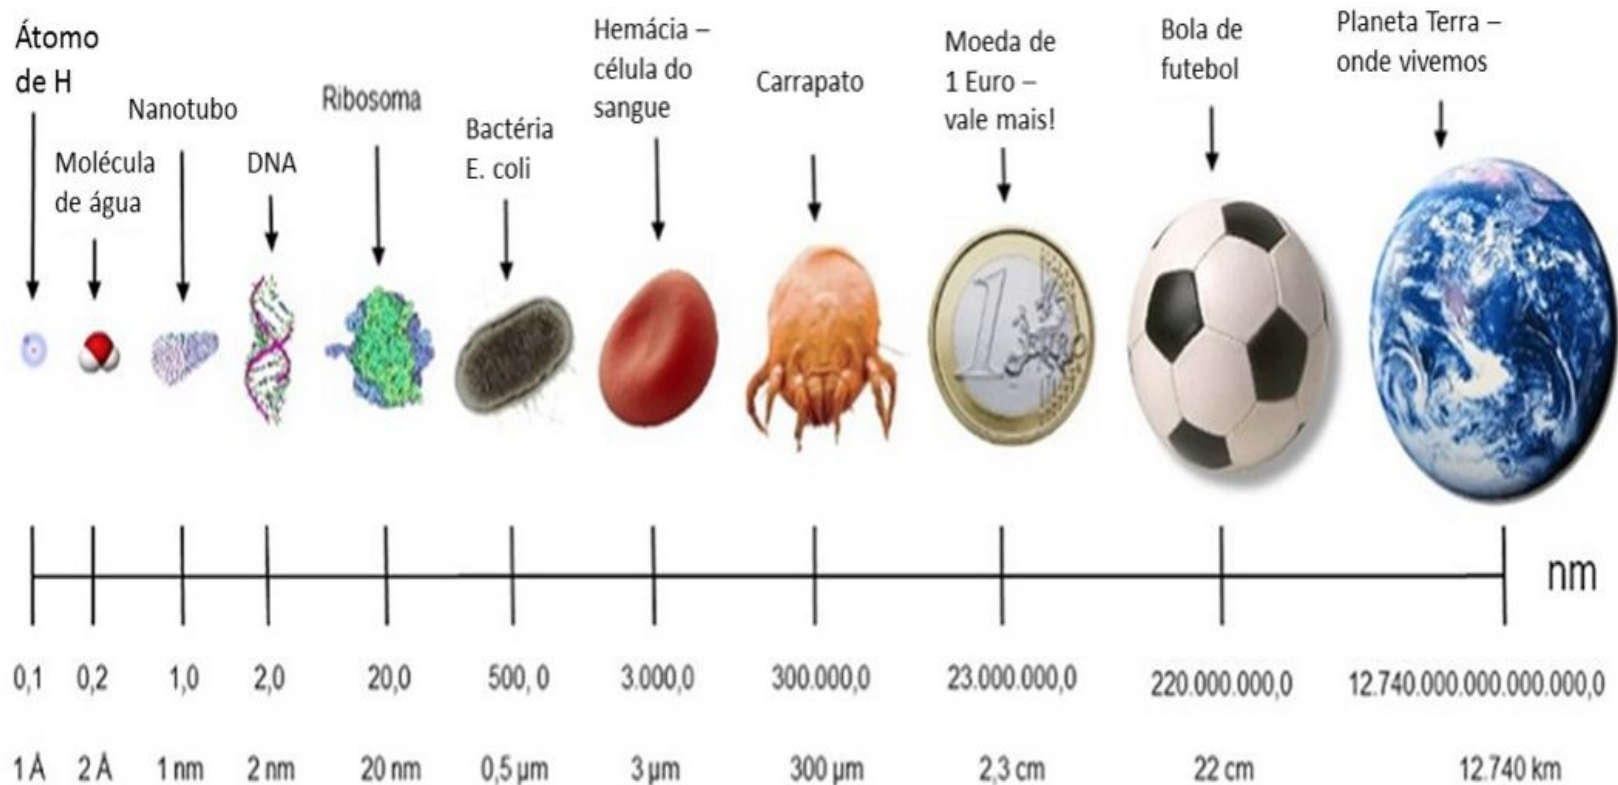 Átomo
de H
Molécula
de água
Nanotubo
DNA
Ribosoma
Bactéria
E. coli
Hemácia –
célula do
sangue
Carrapato
Moeda de
1 Euro –
vale mais!
Bola de
futebol
Planeta Terra –
onde vivemos
1
nm
0,1 0,2 1,0 2,0 20,0 500, 0 3.000,0 300.000,0 23.000.000,0 220.000.000,0 12.740.000.000.000.000,0
1 Å 2 Å 1 nm 2 nm 20 nm 0,5 µm 3 µm 300 µm 2,3 cm 22 cm 12.740 km